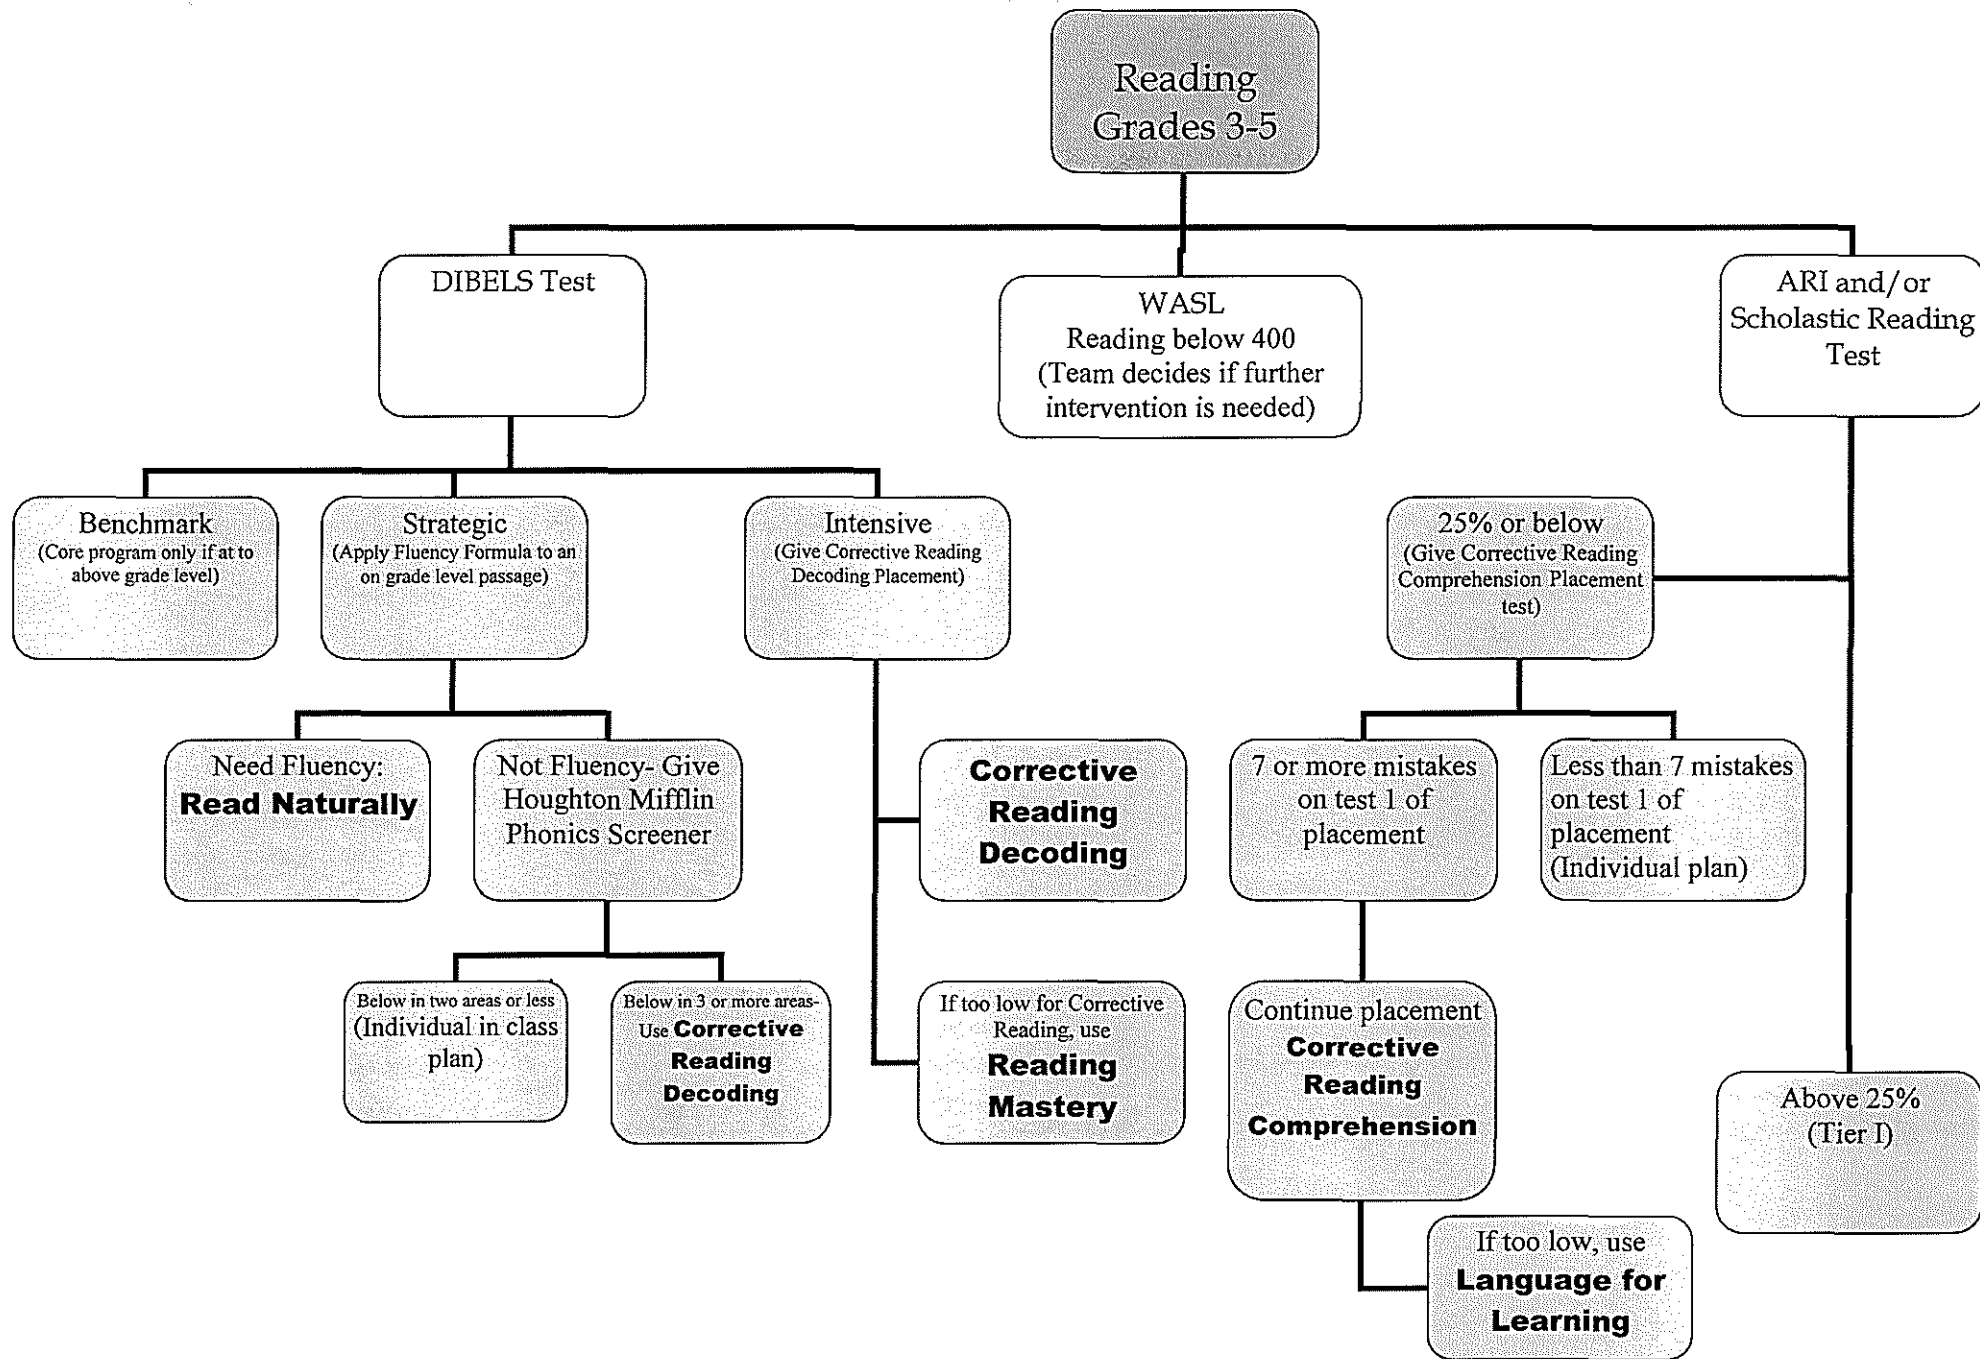 Reading
Grades 3-5
DIBELS Test
WASL
Reading below 400
(Team decides if further
intervention is needed)
ARI and/or
Scholastic Reading
Test
Benchmark
(Core program only if at to
above grade level)
Strategic
(Apply Fluency Formula to an
on grade level passage)
Intensive
(Give Corrective Reading
Decoding Placement)
25% or below
(Give Corrective Reading
Comprehension Placement
test)
Need Fluency:
Read Naturally
Not Fluency- Give
Houghton Mifflin
Phonics Screener
Corrective
Reading
Decoding
7 or more mistakes
on test 1 of
placement
Less than 7 mistakes
on test 1 of
placement
(Individual plan)
Below in two areas or less
(Individual in class
plan)
Below in 3 or more areas-
Use Corrective
Reading
Decoding
If too low for Corrective
Reading, use
Reading
Mastery
Continue placement
Corrective
Reading
Comprehension
Above 25%
(Tier I)
If too low, use
Language for
Learning